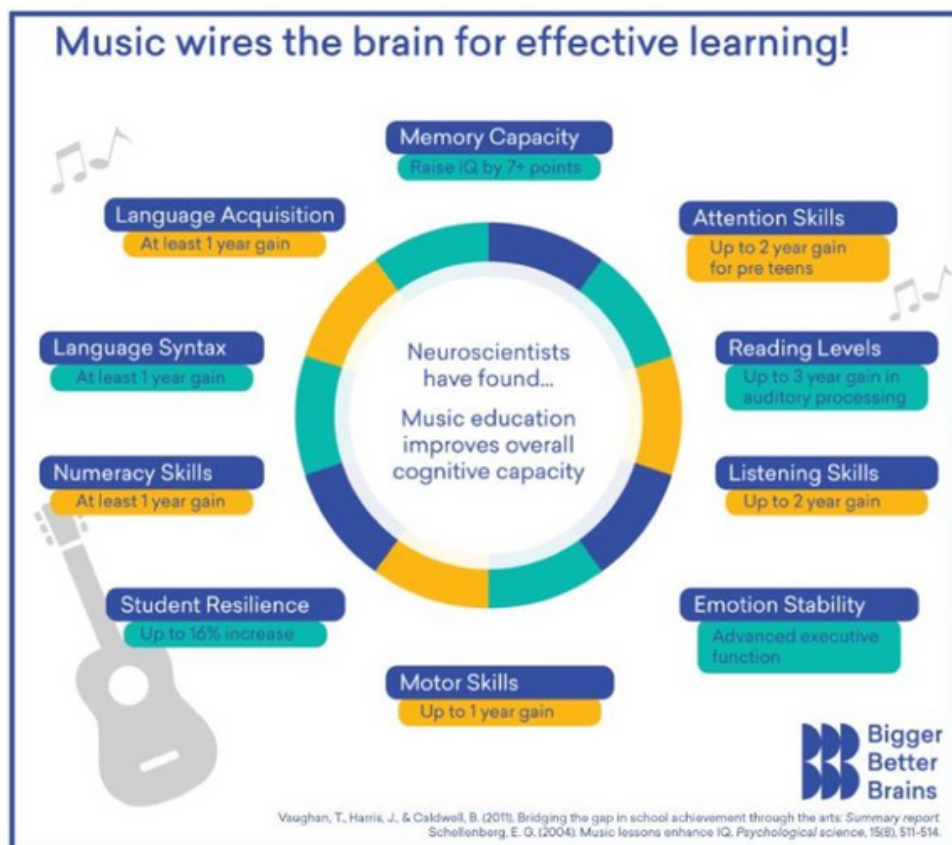 Music wires the brain for effective learning!
Memory Capacity
Raise IQ by 7+ points
Language Acquisition
At least 1 year gain
Attention Skills
Up to 2 year gain
for pre teens
Language Syntax
At least 1 year gain
Neuroscientists
have found...
Music education
improves overall
cognitive capacity
Reading Levels
Up to 3 year gain in
auditory processing
Numeracy Skills
At least 1 year gain
Listening Skills
Up to 2 year gain
Student Resilience
Up to 16% increase
Emotion Stability
Advanced executive
function
Motor Skills
Up to 1 year gain
Bigger
Better
Brains
Vaughan, T., Harris, J., & Caldwell, B. (2011). Bridging the gap in school achievement through the arts: Summary report.
Schellenberg, E. G. (2004). Music lessons enhance IQ. Psychological science, 15(8), 511-514.